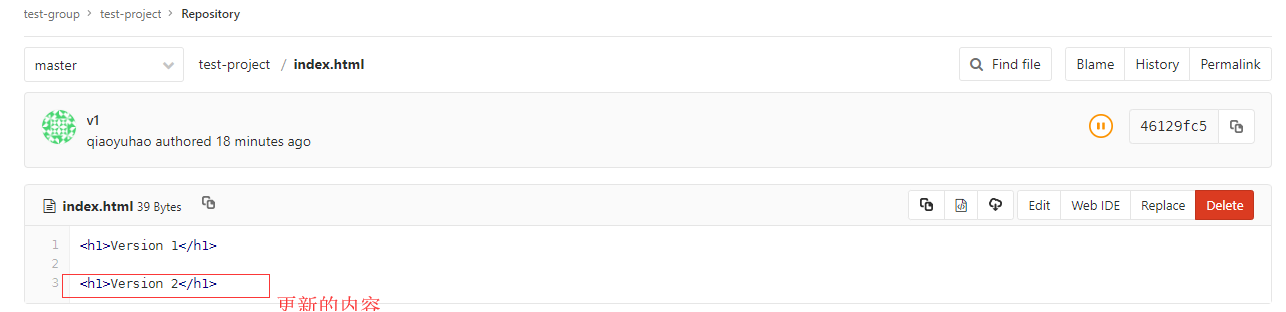 test-group > test-project > Repository
master
test-project / index.html
Find file
Blame
History
Permalink
v1
qiaoyuhao authored 18 minutes ago
46129fc5
index.html 39 Bytes
Edit
Web IDE
Replace
Delete
1 <h1>Version 1</h1>
2
3 <h1>Version 2</h1>
更新的内容